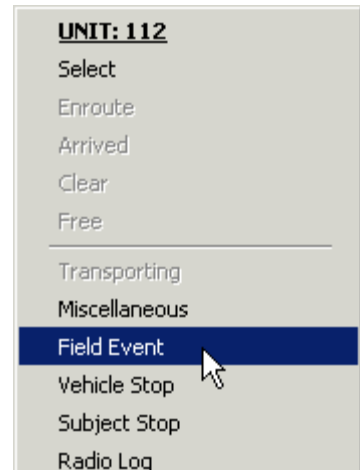 UNIT: 112
Select
Enroute
Arrived
Clear
Free
Transporting
Miscellaneous
Field Event
Vehicle Stop
Subject Stop
Radio Log